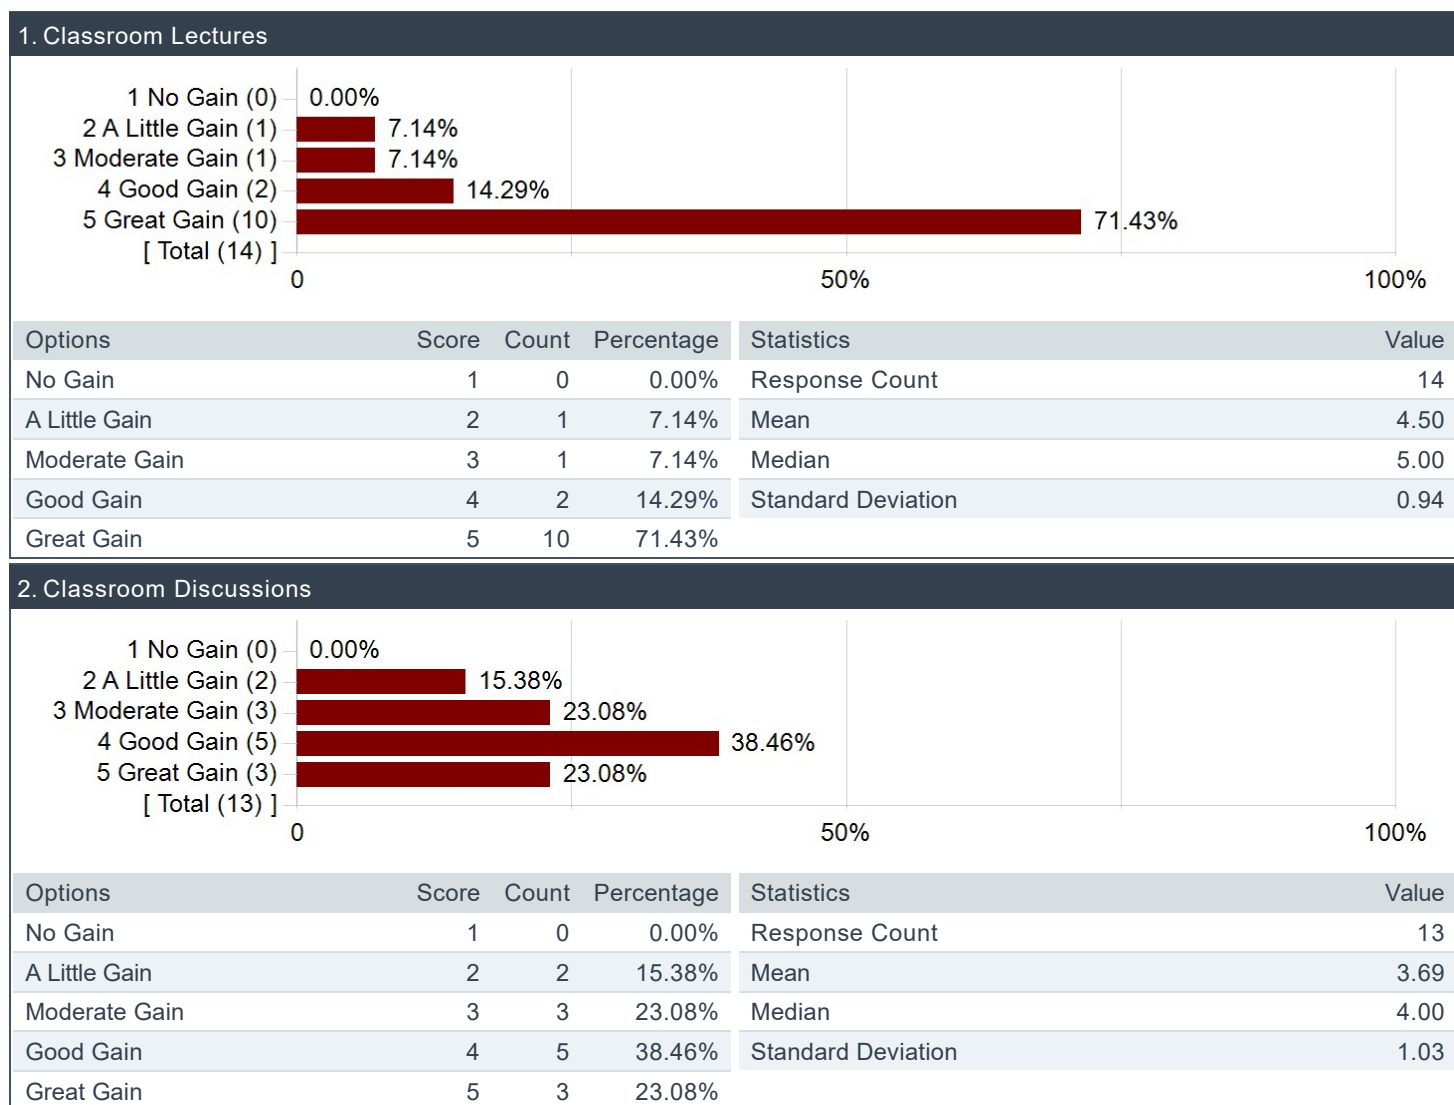 1. Classroom Lectures
1 No Gain (0) 0.00%
2 A Little Gain (1) 7.14%
3 Moderate Gain (1) 7.14%
4 Good Gain (2) 14.29%
5 Great Gain (10) 71.43%
[ Total (14) ]
0 50% 100%
Options Score Count Percentage Statistics Value
No Gain 1 0 0.00% Response Count 14
A Little Gain 2 1 7.14% Mean 4.50
Moderate Gain 3 1 7.14% Median 5.00
Good Gain 4 2 14.29% Standard Deviation 0.94
Great Gain 5 10 71.43%
2. Classroom Discussions
1 No Gain (0) 0.00%
2 A Little Gain (2) 15.38%
3 Moderate Gain (3) 23.08%
4 Good Gain (5) 38.46%
5 Great Gain (3) 23.08%
[ Total (13) ]
0 50% 100%
Options Score Count Percentage Statistics Value
No Gain 1 0 0.00% Response Count 13
A Little Gain 2 2 15.38% Mean 3.69
Moderate Gain 3 3 23.08% Median 4.00
Good Gain 4 5 38.46% Standard Deviation 1.03
Great Gain 5 3 23.08%